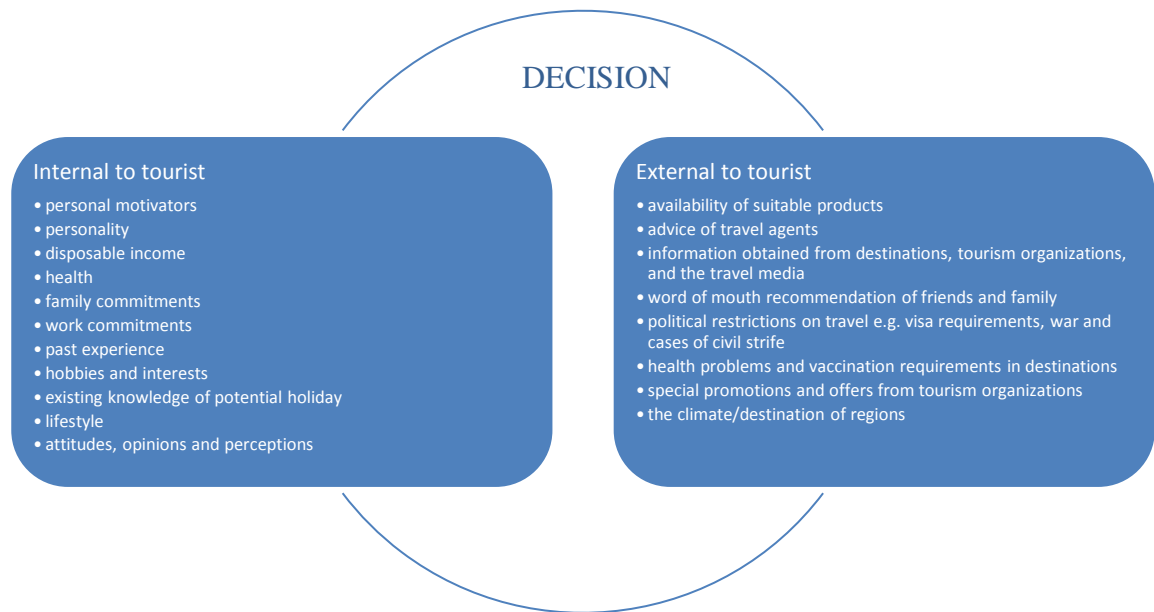 DECISION
Internal to tourist
• personal motivators
• personality
• disposable income
• health
• family commitments
• work commitments
• past experience
• hobbies and interests
• existing knowledge of potential holiday
• lifestyle
• attitudes, opinions and perceptions
External to tourist
• availability of suitable products
• advice of travel agents
• information obtained from destinations, tourism organizations,
and the travel media
• word of mouth recommendation of friends and family
• political restrictions on travel e.g. visa requirements, war and
cases of civil strife
• health problems and vaccination requirements in destinations
• special promotions and offers from tourism organizations
• the climate/destination of regions